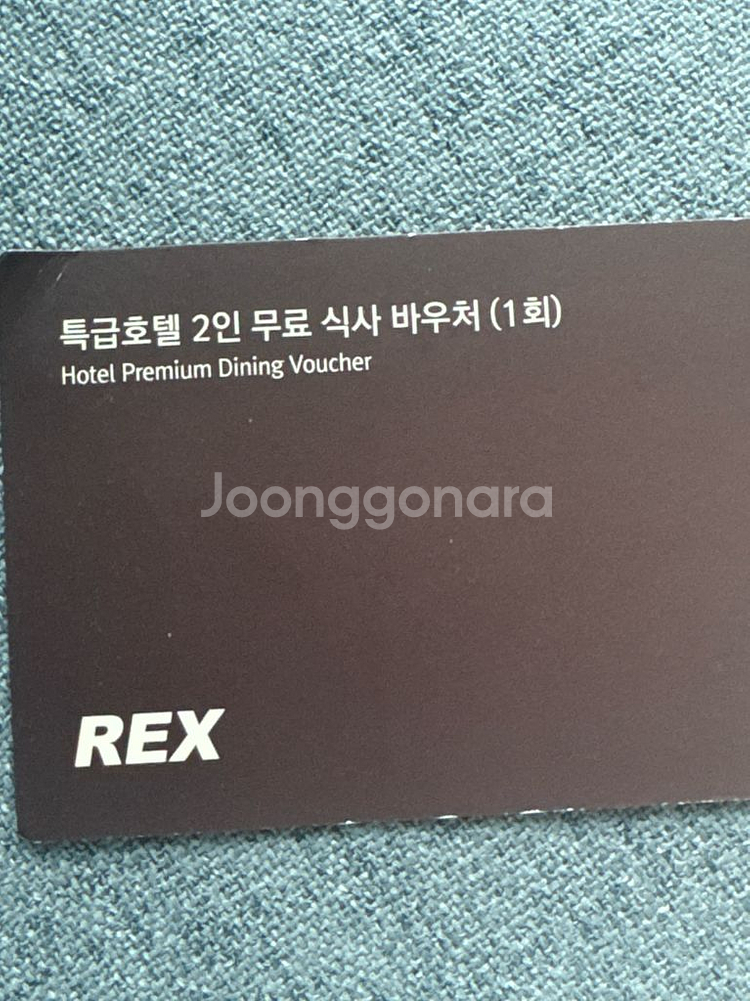 특급호텔 2인 무료 식사 바우처 (1회)
Hotel Premium Dining Voucher
Joonggonara
REX